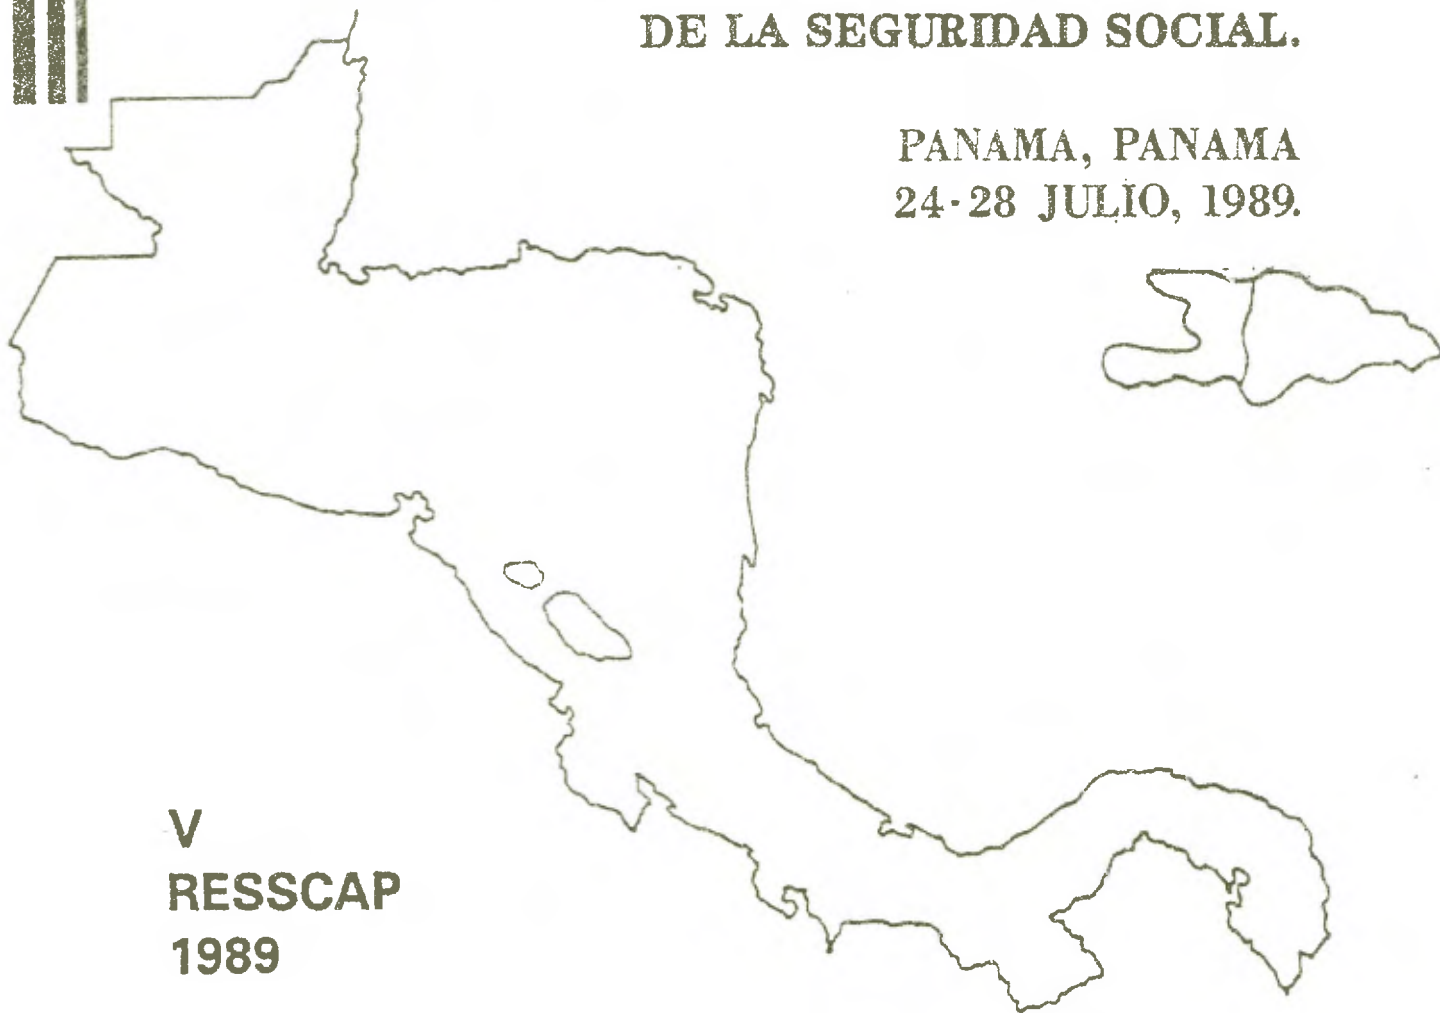 DE LA SEGURIDAD SOCIAL.
PANAMA, PANAMA
24-28 JULIO, 1989.
V
RESSCAP
1989